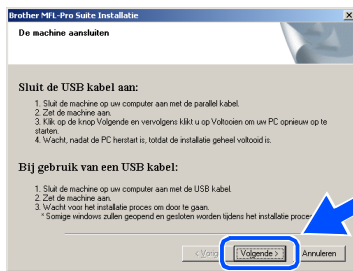 Brother MFL-Pro Suite Installatie
De machine aansluiten
Sluit de USB kabel aan:
1. Sluit de machine op uw computer aan met de parallel kabel.
2. Zet de machine aan.
3. Klik op de knop Volgende en vervolgens klikt u op Voltooien om uw PC opnieuw op te
starten.
4. Wacht, nadat de PC herstart is, totdat de installatie geheel voltooid is.
Bij gebruik van een USB kabel:
1. Sluit de machine op uw computer aan met de USB kabel.
2. Zet de machine aan.
3. Wacht voor het installatie proces om door te gaan.
* Somige windows zullen geopend en gesloten worden tijdens het installatie
Volgende > Annuleren